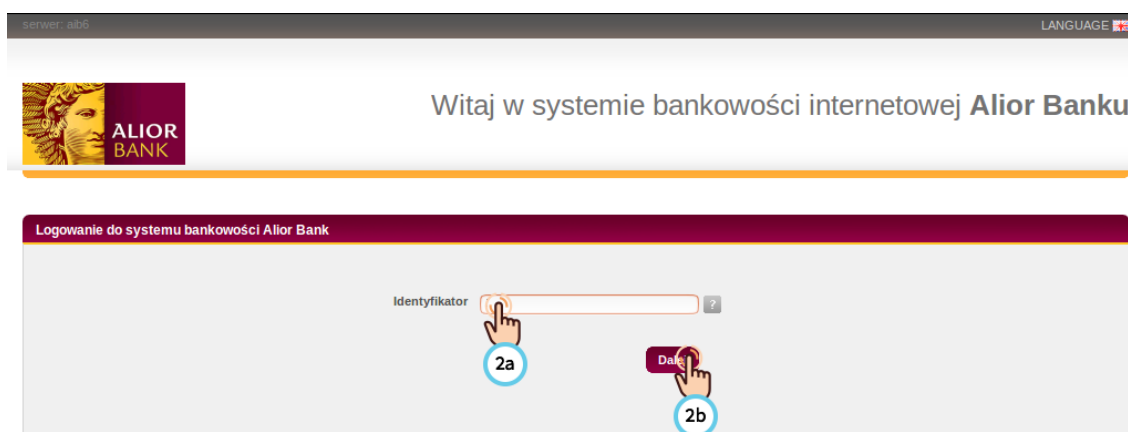 serwer: aib6
LANGUAGE
ALIOR
BANK
Witaj w systemie bankowości internetowej Alior Banku
Logowanie do systemu bankowości Alior Bank
Identyfikator
?
2a
2b